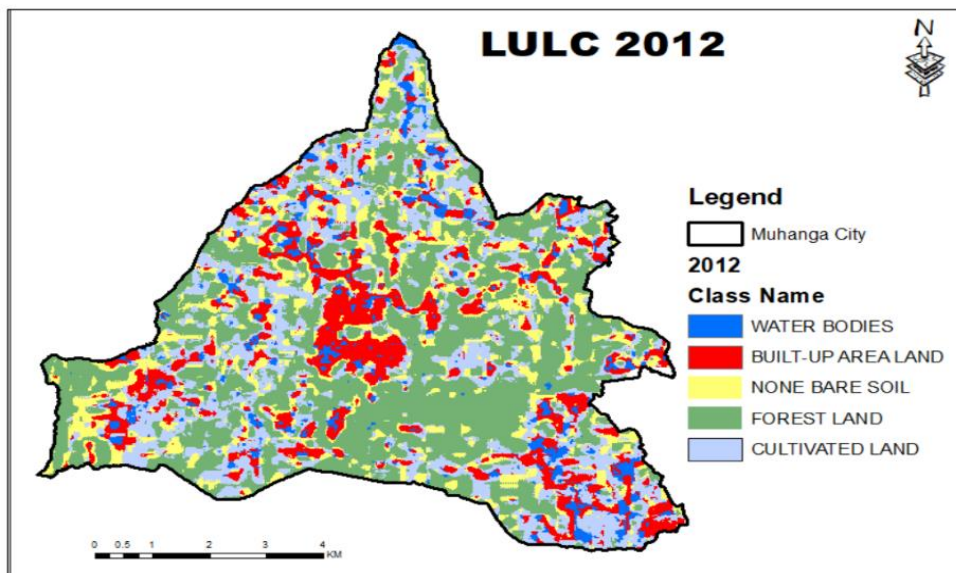 LULC 2012
N
Legend
Muhanga City
2012
Class Name
WATER BODIES
BUILT-UP AREA LAND
NONE BARE SOIL
FOREST LAND
CULTIVATED LAND
0 0.5 1 2 3 4
KM